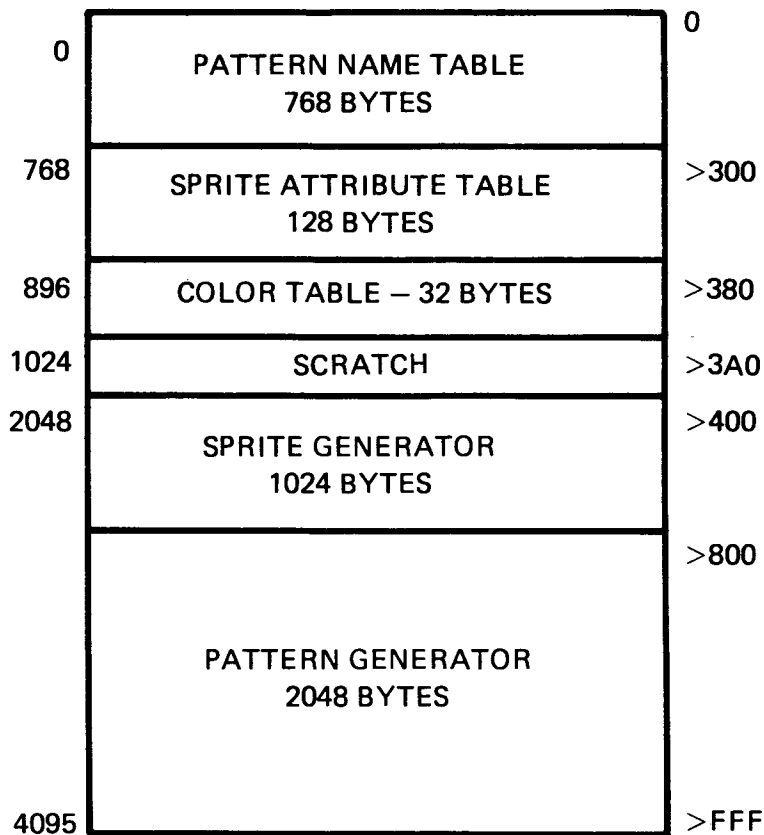 0
0
PATTERN NAME TABLE
768 BYTES
768
SPRITE ATTRIBUTE TABLE
128 BYTES
>300
896
COLOR TABLE – 32 BYTES
>380
1024
SCRATCH
>3A0
2048
SPRITE GENERATOR
1024 BYTES
>400
>800
PATTERN GENERATOR
2048 BYTES
4095
>FFF